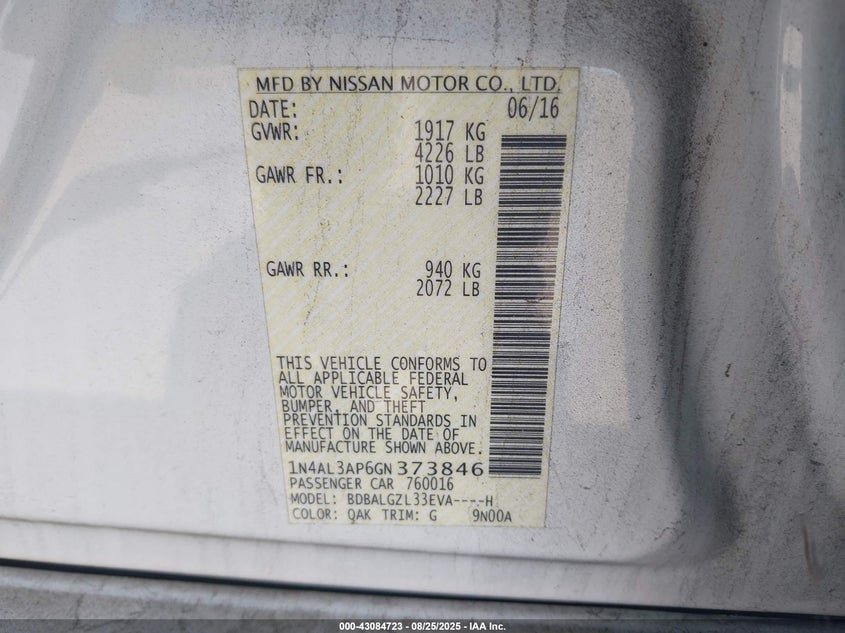 MFD BY NISSAN MOTOR CO., LTD.
DATE: 06/16
GVWR: 1917 KG
4226 LB
GAWR FR.: 1010 KG
2227 LB
GAWR RR.: 940 KG
2072 LB
THIS VEHICLE CONFORMS TO
ALL APPLICABLE FEDERAL
MOTOR VEHICLE SAFETY,
BUMPER, AND THEFT
PREVENTION STANDARDS IN
EFFECT ON THE DATE OF
MANUFACTURE SHOWN ABOVE.
1N4AL3AP6GN373846
PASSENGER CAR 760016
MODEL: BDBALGZL33EVA----H
COLOR: QAK TRIM: G 9N00A
000-43084723 - 08/25/2025 - IAA Inc.